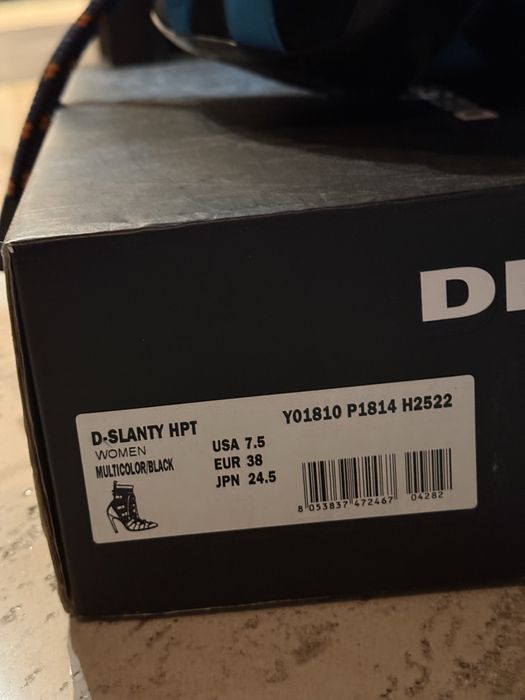 DI
D-SLANTY HPT
WOMEN
MULTICOLOR/BLACK
USA 7.5
EUR 38
JPN 24.5
Y01810 P1814 H2522
8 053837 472467 04282